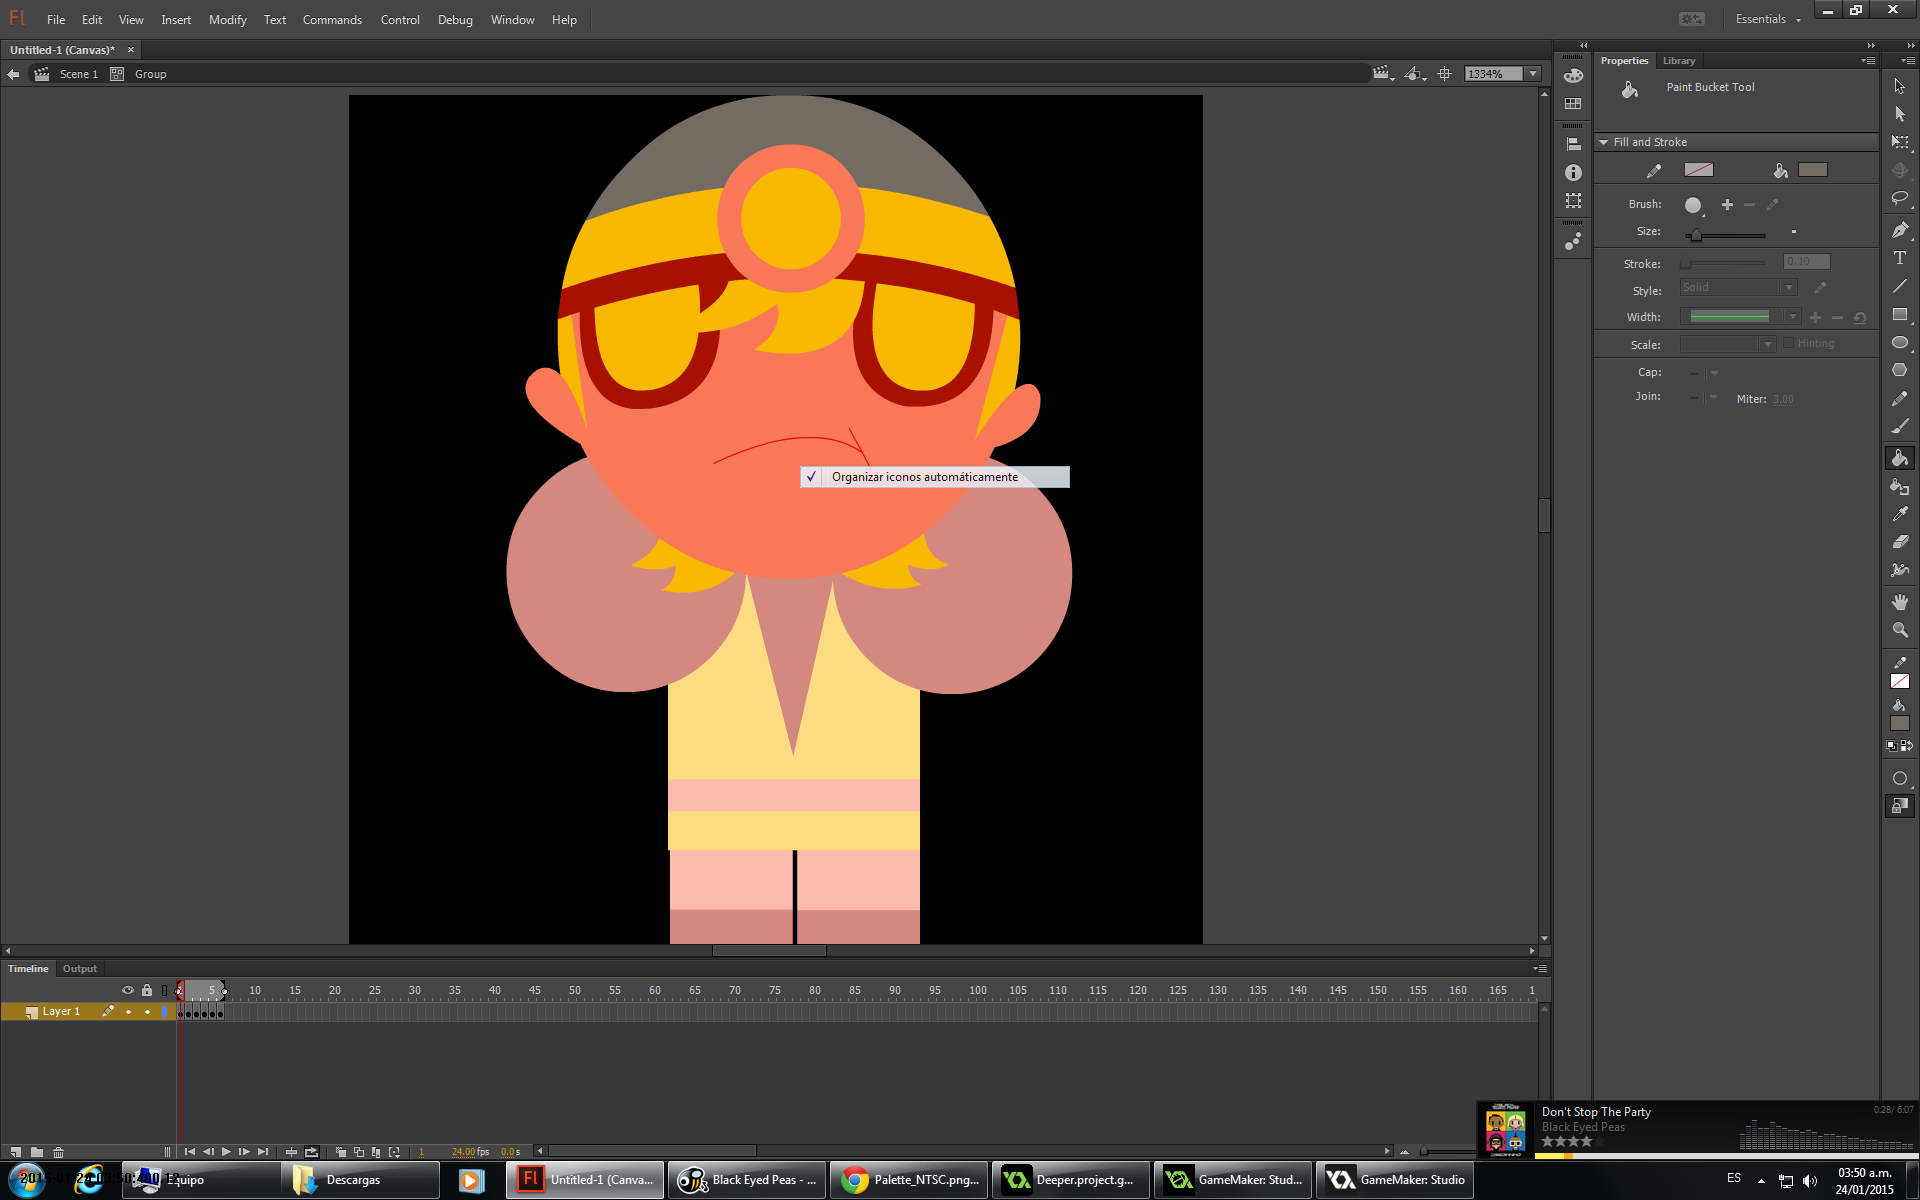 Fl File Edit View Insert Modify Text Commands Control Debug Window Help Essentials
Untitled-1 (Canvas)* ×
Scene 1 Group 1334%
Properties Library
Paint Bucket Tool
Fill and Stroke
Brush:
Size:
Stroke: 0,10
Style: Solid
Width:
Scale: Hinting
Cap:
Join: Miter: 3,00
✓ Organizar iconos automáticamente
Timeline Output
5 10 15 20 25 30 35 40 45 50 55 60 65 70 75 80 85 90 95 100 105 110 115 120 125 130 135 140 145 150 155 160 165 1
Layer 1
1 24.00 fps 0.0 s
Don't Stop The Party 0:28/ 6:07
Black Eyed Peas
Equipo Descargas Untitled-1 (Canva... Black Eyed Peas - ... Palette_NTSC.png... Deeper.project.g... GameMaker: Stud... GameMaker: Studio ES 03:50 a.m.
24/01/2015